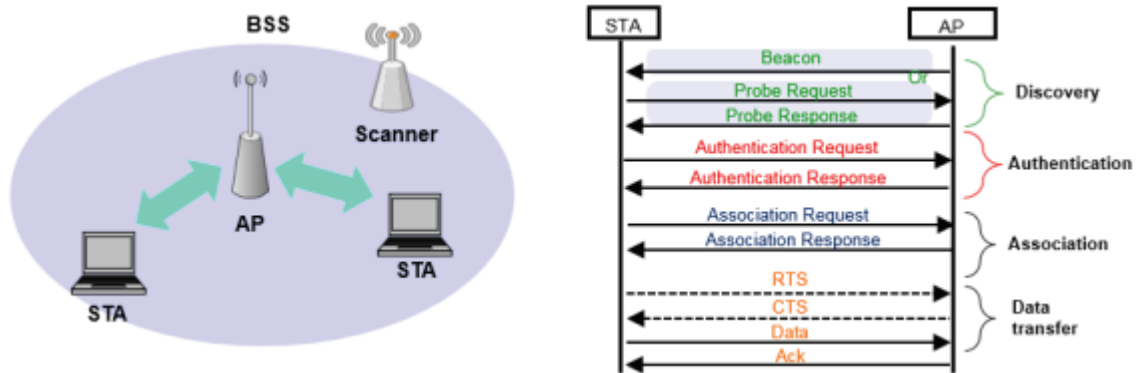 BSS
Scanner
AP
STA
STA
STA
AP
Beacon
Or
Probe Request
Probe Response
Discovery
Authentication Request
Authentication Response
Authentication
Association Request
Association Response
Association
RTS
CTS
Data
Ack
Data
transfer